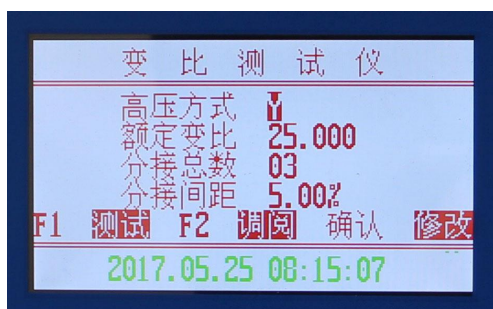 变比测试仪
高压方式 Y
额定变比 25.000
分接总数 03
分接间距 5.00%
F1 测试 F2 调阅 确认 修改
2017.05.25 08:15:07